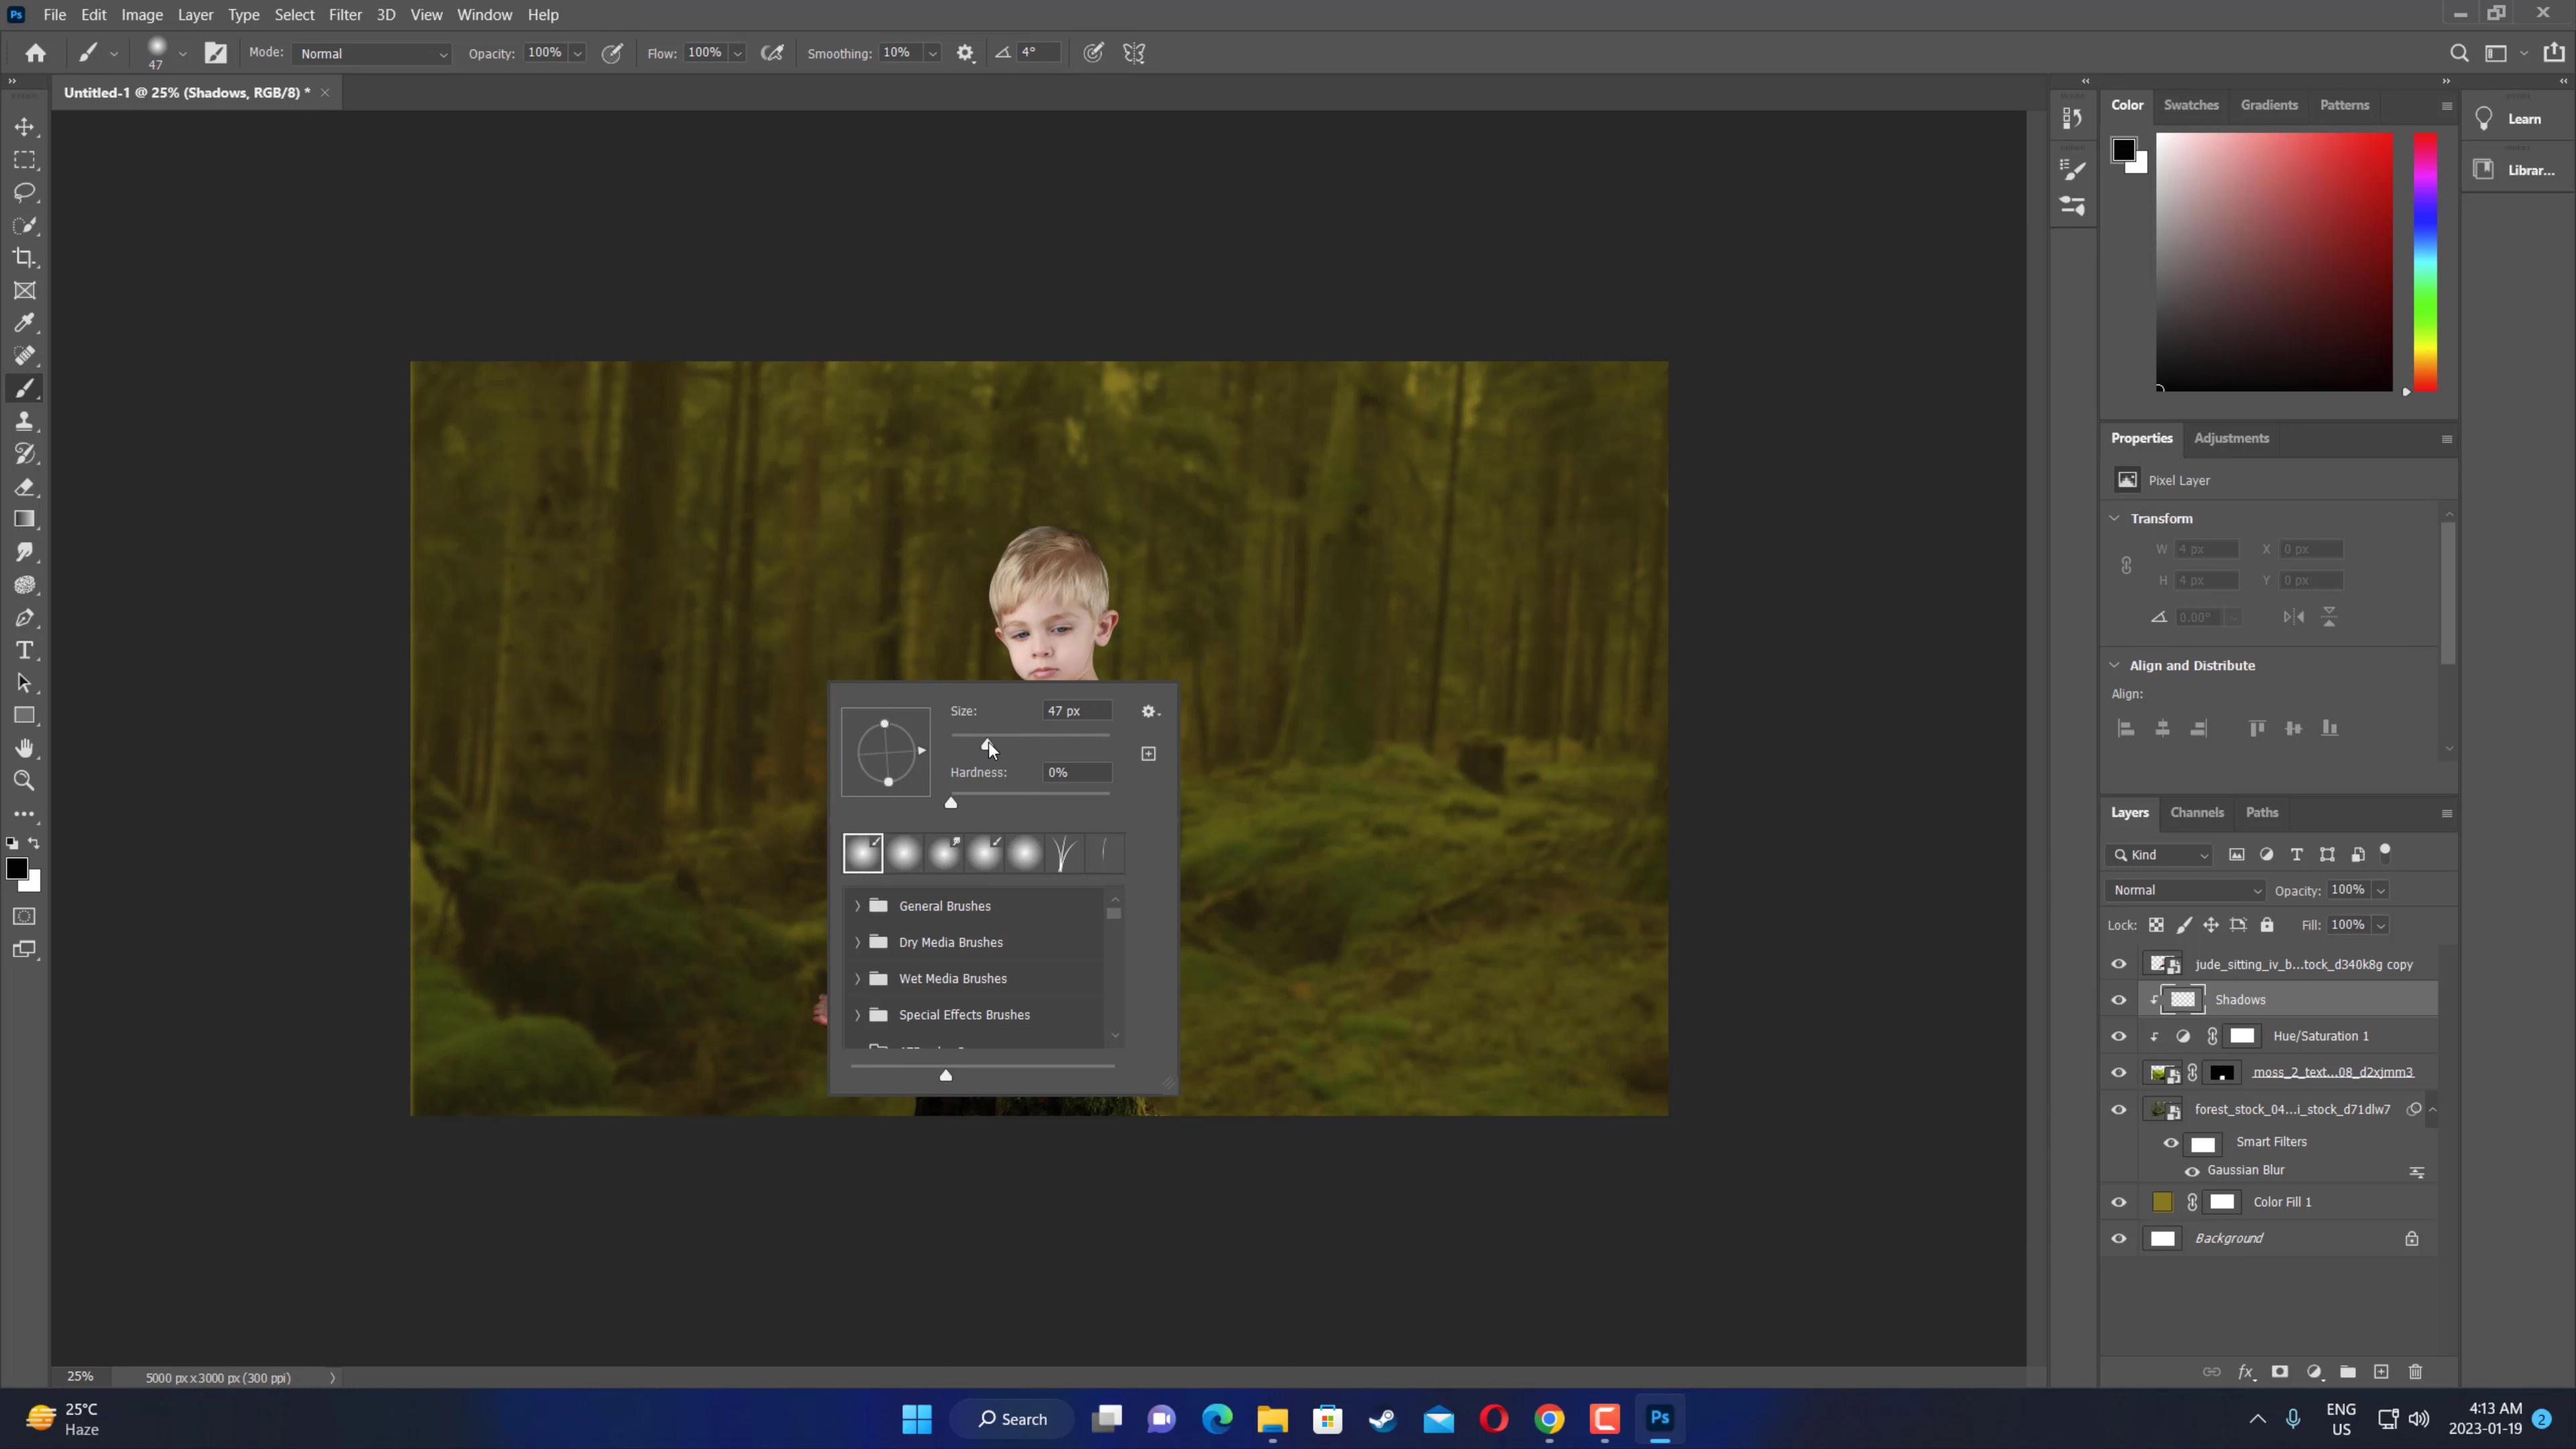 Ps File Edit Image Layer Type Select Filter 3D View Window Help
47 Mode: Normal Opacity: 100% Flow: 100% Smoothing: 10% 4°
Untitled-1 @ 25% (Shadows, RGB/8) * ×
Color Swatches Gradients Patterns
Learn
Librar...
Properties Adjustments
Pixel Layer
Transform
W 4 px X 0 px
H 4 px Y 0 px
0.00°
Align and Distribute
Align:
Size: 47 px
Hardness: 0%
General Brushes
Dry Media Brushes
Wet Media Brushes
Special Effects Brushes
Layers Channels Paths
Kind
Normal Opacity: 100%
Lock: Fill: 100%
jude_sitting_iv_b...tock_d340k8g copy
Shadows
Hue/Saturation 1
moss_2_text...08_d2xjmm3
forest_stock_04...i_stock_d71dlw7
Smart Filters
Gaussian Blur
Color Fill 1
Background
fx
25% 5000 px x 3000 px (300 ppi)
25°C
Haze
Search
Ps
ENG
US
4:13 AM
2023-01-19
2